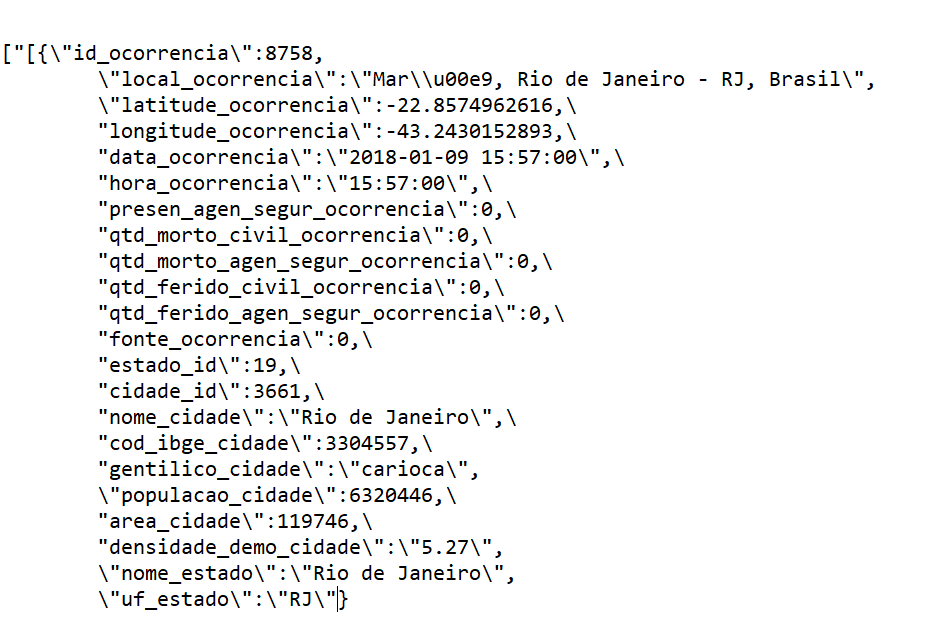 ["[{\"id_ocorrencia\":8758,
\"local_ocorrencia\":\"Mar\\u00e9, Rio de Janeiro - RJ, Brasil\",
\"latitude_ocorrencia\":-22.8574962616,\
"longitude_ocorrencia\":-43.2430152893,\
"data_ocorrencia\":\"2018-01-09 15:57:00\",\
"hora_ocorrencia\":\"15:57:00\",\
"presen_agen_segur_ocorrencia\":0,\
"qtd_morto_civil_ocorrencia\":0,\
"qtd_morto_agen_segur_ocorrencia\":0,\
"qtd_ferido_civil_ocorrencia\":0,\
"qtd_ferido_agen_segur_ocorrencia\":0,\
"fonte_ocorrencia\":0,\
"estado_id\":19,\
"cidade_id\":3661,\
"nome_cidade\":\"Rio de Janeiro\",\
"cod_ibge_cidade\":3304557,\
"gentilico_cidade\":\"carioca\",
\"populacao_cidade\":6320446,\
"area_cidade\":119746,\
"densidade_demo_cidade\":\"5.27\",
\"nome_estado\":\"Rio de Janeiro\",
\"uf_estado\":\"RJ\"}